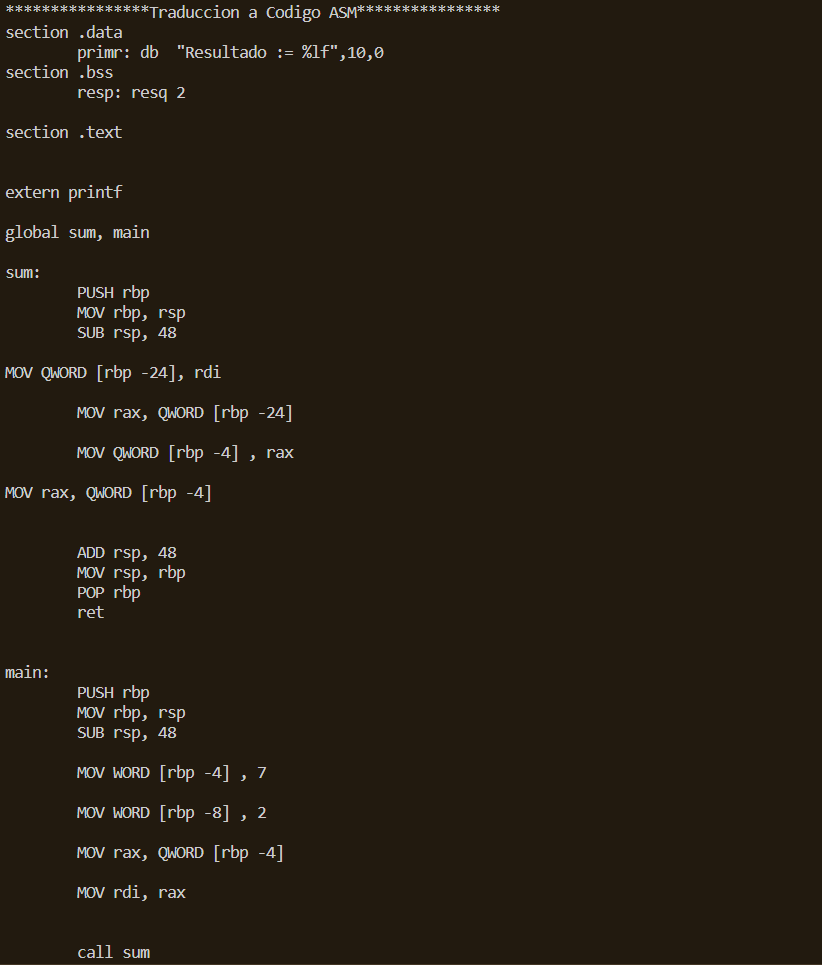 ****************Traduccion a Codigo ASM****************
section .data
        primr: db  "Resultado := %lf",10,0
section .bss
        resp: resq 2
section .text
extern printf
global sum, main
sum:
        PUSH rbp
        MOV rbp, rsp
        SUB rsp, 48
MOV QWORD [rbp -24], rdi
        MOV rax, QWORD [rbp -24]
        MOV QWORD [rbp -4] , rax
MOV rax, QWORD [rbp -4]
        ADD rsp, 48
        MOV rsp, rbp
        POP rbp
        ret
main:
        PUSH rbp
        MOV rbp, rsp
        SUB rsp, 48
        MOV WORD [rbp -4] , 7
        MOV WORD [rbp -8] , 2
        MOV rax, QWORD [rbp -4]
        MOV rdi, rax
        call sum